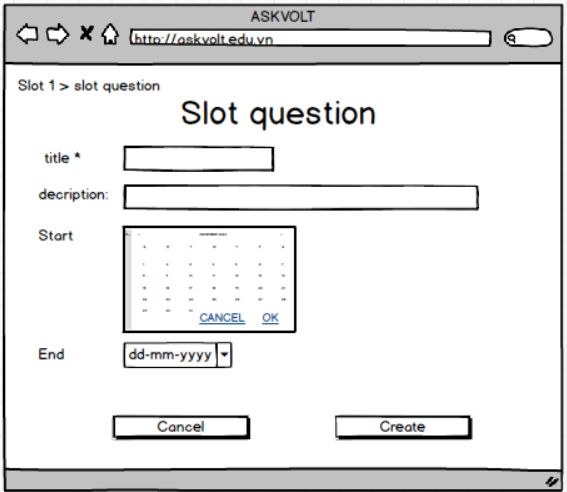 ASKVOLT
http://askvolt.edu.vn
Slot 1 > slot question
Slot question
title *
decription:
Start
CANCEL OK
End
dd-mm-yyyy
Cancel Create